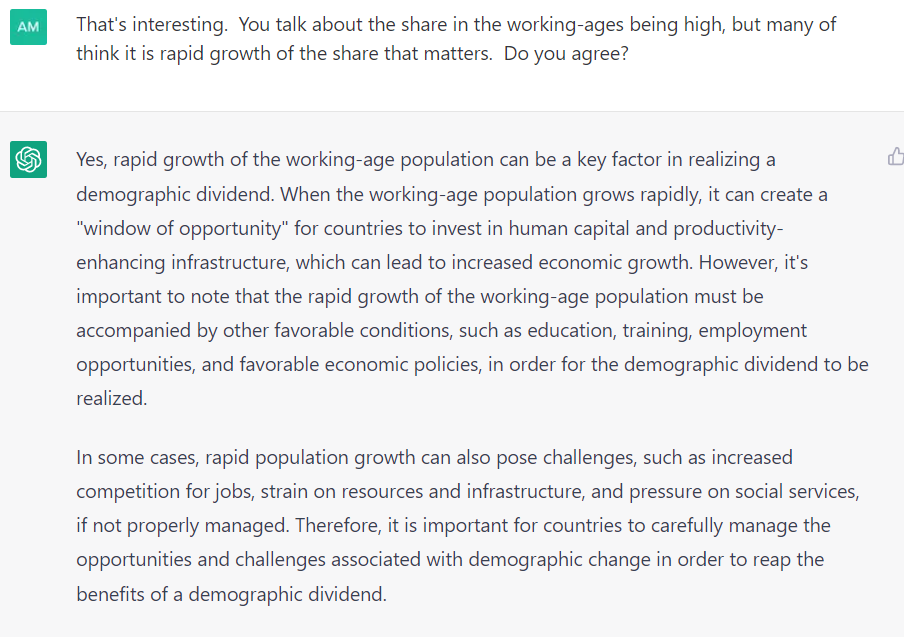 AM
That's interesting.  You talk about the share in the working-ages being high, but many of
think it is rapid growth of the share that matters.  Do you agree?
Yes, rapid growth of the working-age population can be a key factor in realizing a
demographic dividend. When the working-age population grows rapidly, it can create a
"window of opportunity" for countries to invest in human capital and productivity-
enhancing infrastructure, which can lead to increased economic growth. However, it's
important to note that the rapid growth of the working-age population must be
accompanied by other favorable conditions, such as education, training, employment
opportunities, and favorable economic policies, in order for the demographic dividend to be
realized.
In some cases, rapid population growth can also pose challenges, such as increased
competition for jobs, strain on resources and infrastructure, and pressure on social services,
if not properly managed. Therefore, it is important for countries to carefully manage the
opportunities and challenges associated with demographic change in order to reap the
benefits of a demographic dividend.